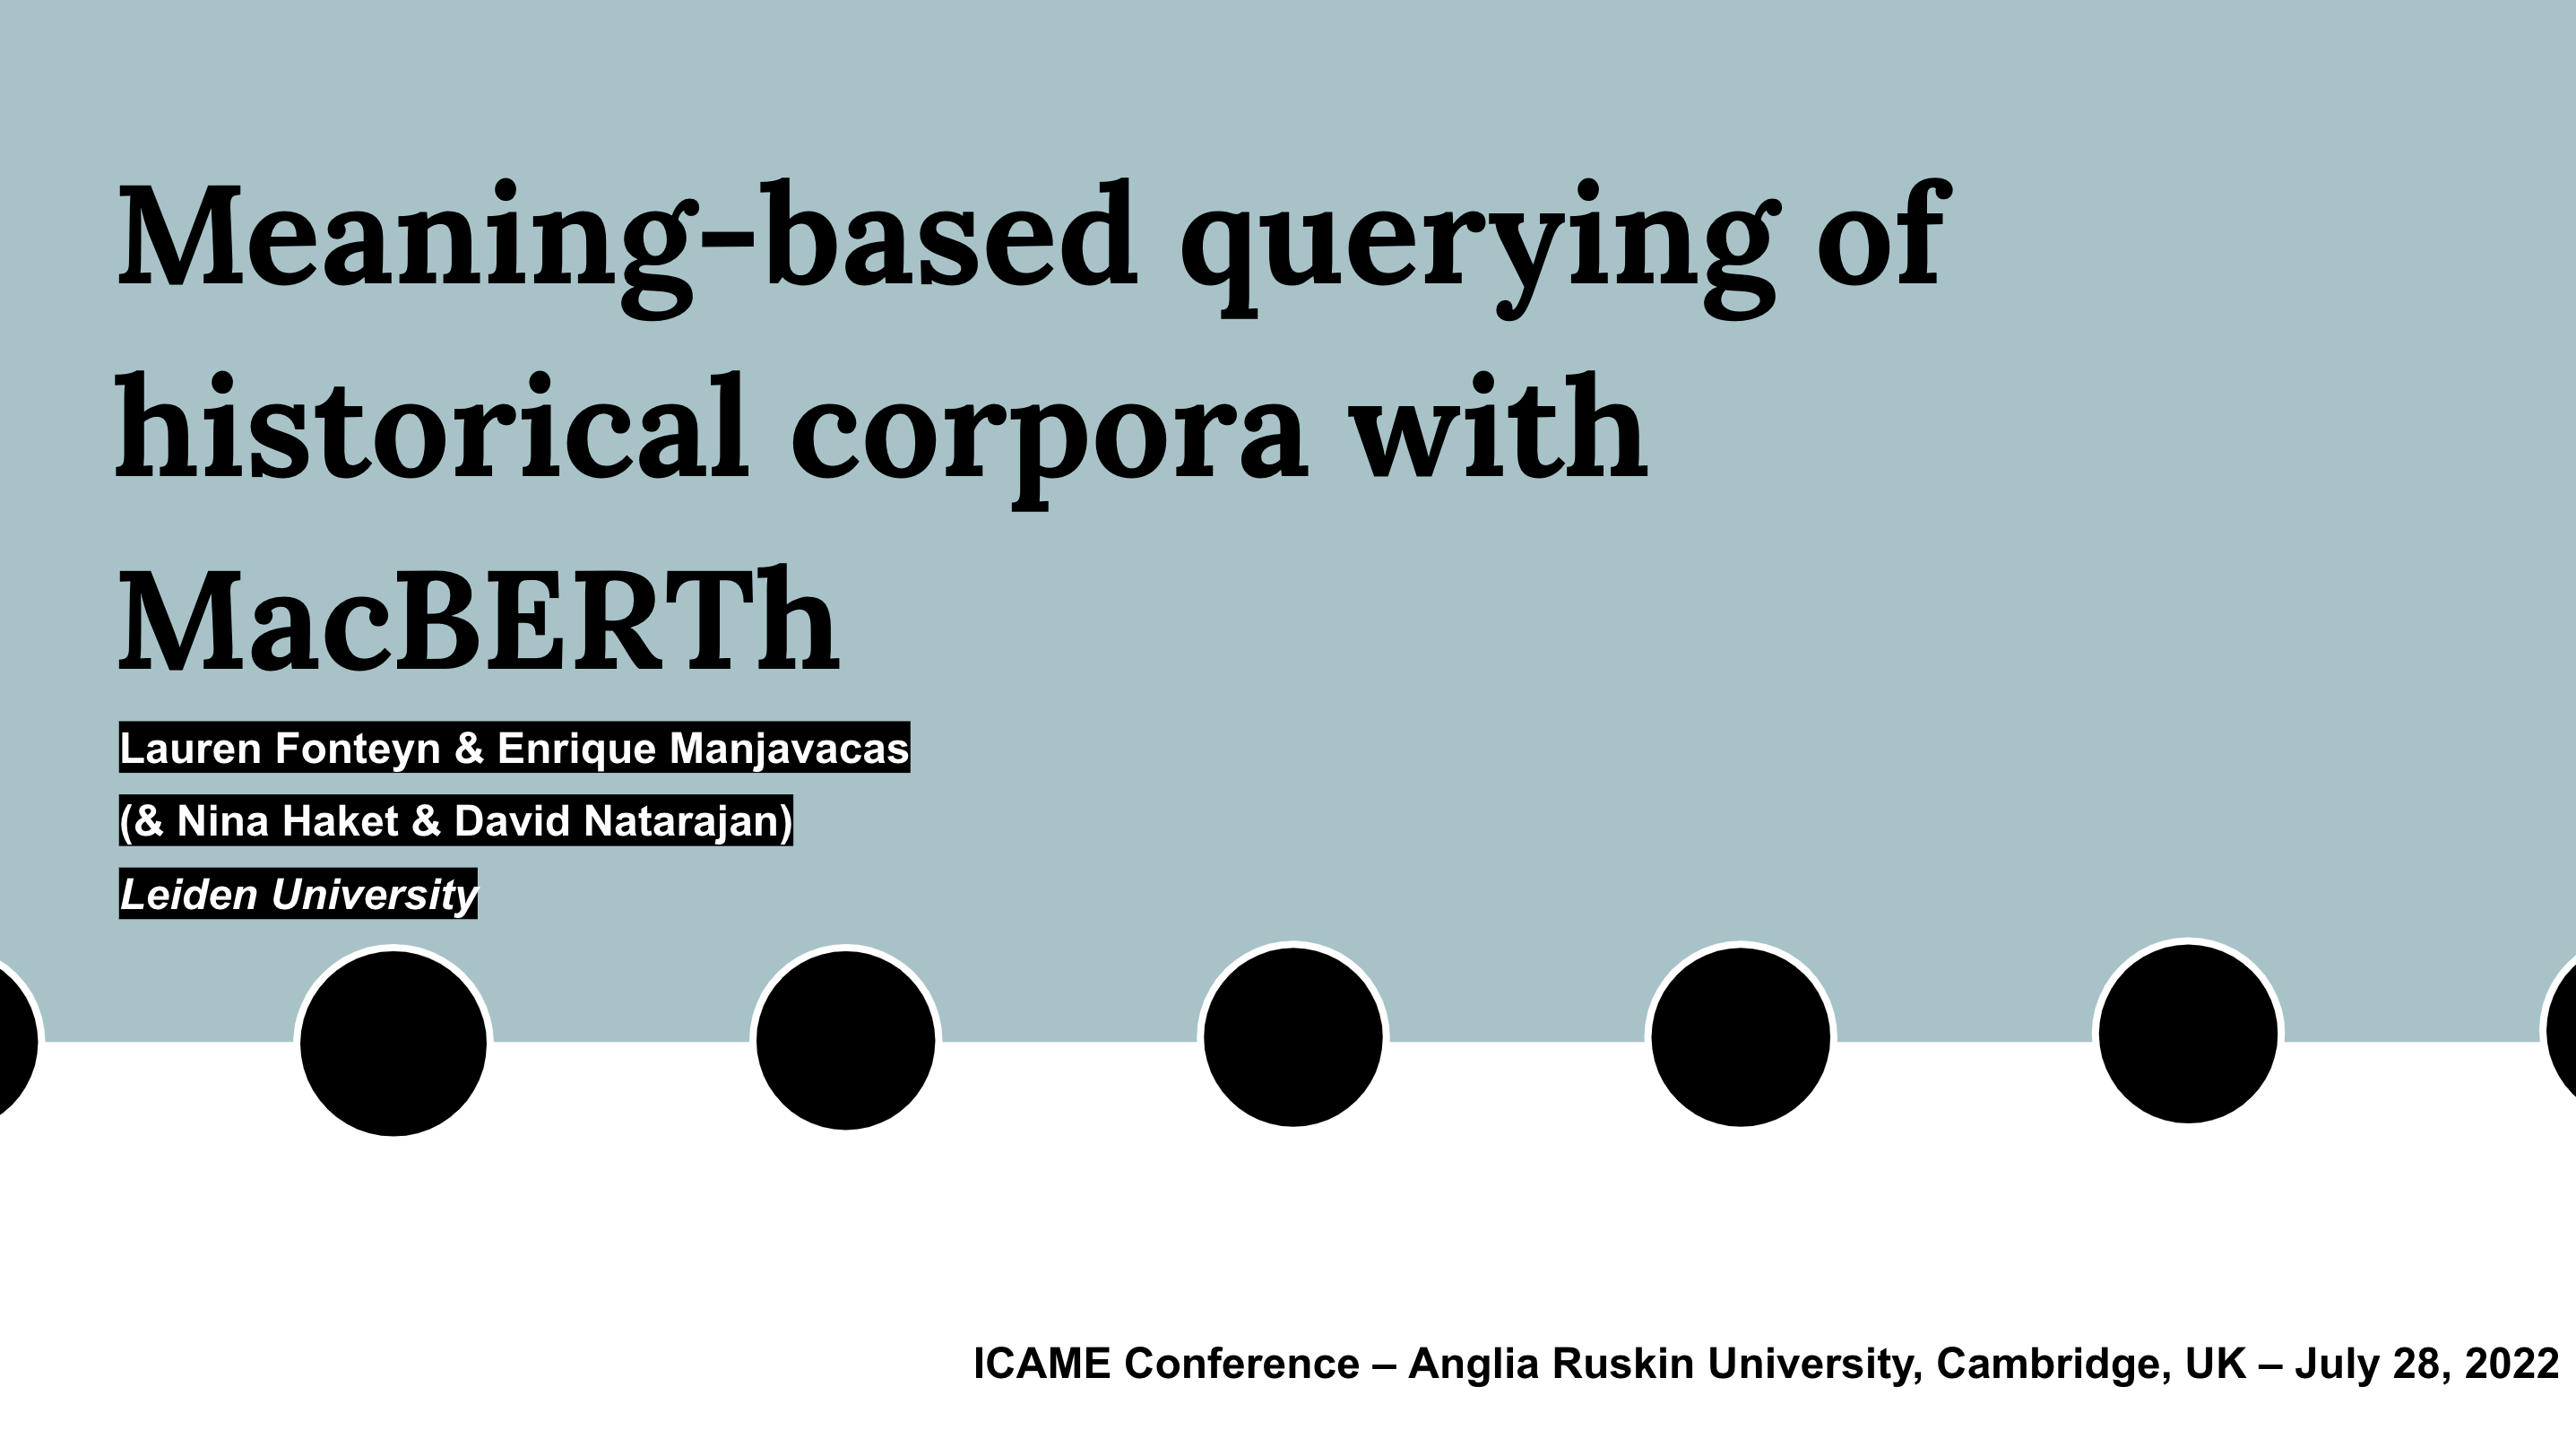 Meaning-based querying of
historical corpora with
MacBERTh
Lauren Fonteyn & Enrique Manjavacas
(& Nina Haket & David Natarajan)
Leiden University
ICAME Conference – Anglia Ruskin University, Cambridge, UK – July 28, 2022